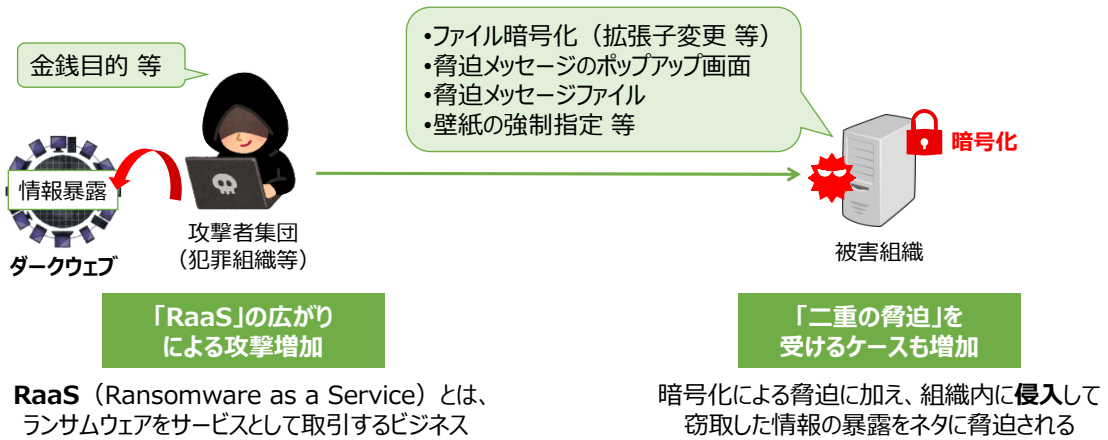 金銭目的 等
•ファイル暗号化（拡張子変更 等）
•脅迫メッセージのポップアップ画面
•脅迫メッセージファイル
•壁紙の強制指定 等
暗号化
情報暴露
ダークウェブ
攻撃者集団
（犯罪組織等）
被害組織
「RaaS」の広がり
による攻撃増加
「二重の脅迫」を
受けるケースも増加
RaaS（Ransomware as a Service）とは、
ランサムウェアをサービスとして取引するビジネス
暗号化による脅迫に加え、組織内に侵入して
窃取した情報の暴露をネタに脅迫される